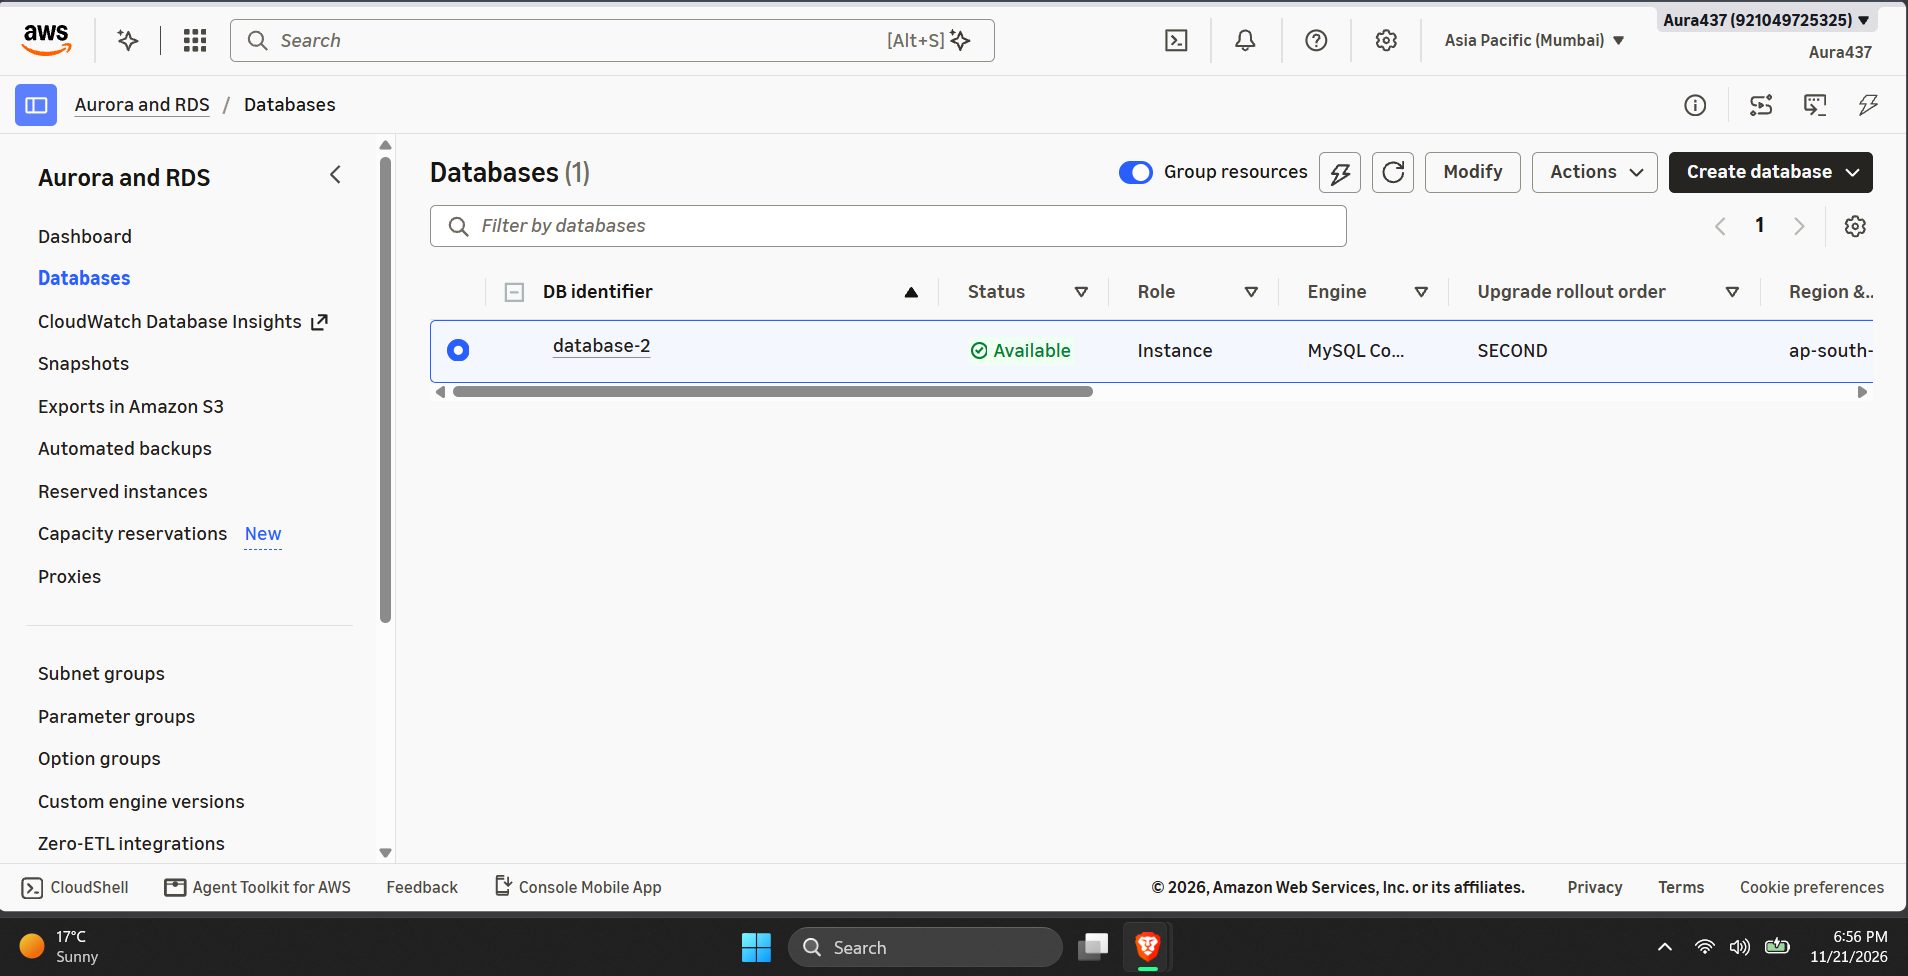 aws
Search [Alt+S]
Asia Pacific (Mumbai)
Aura437 (921049725325)
Aura437
Aurora and RDS / Databases
Aurora and RDS
Dashboard
Databases
CloudWatch Database Insights
Snapshots
Exports in Amazon S3
Automated backups
Reserved instances
Capacity reservations New
Proxies
Subnet groups
Parameter groups
Option groups
Custom engine versions
Zero-ETL integrations
Databases (1)
Group resources
Modify
Actions
Create database
Filter by databases
1
DB identifier Status Role Engine Upgrade rollout order Region &..
database-2 Available Instance MySQL Co... SECOND ap-south-
CloudShell Agent Toolkit for AWS Feedback Console Mobile App © 2026, Amazon Web Services, Inc. or its affiliates. Privacy Terms Cookie preferences
17°C
Sunny
Search
6:56 PM
11/21/2026